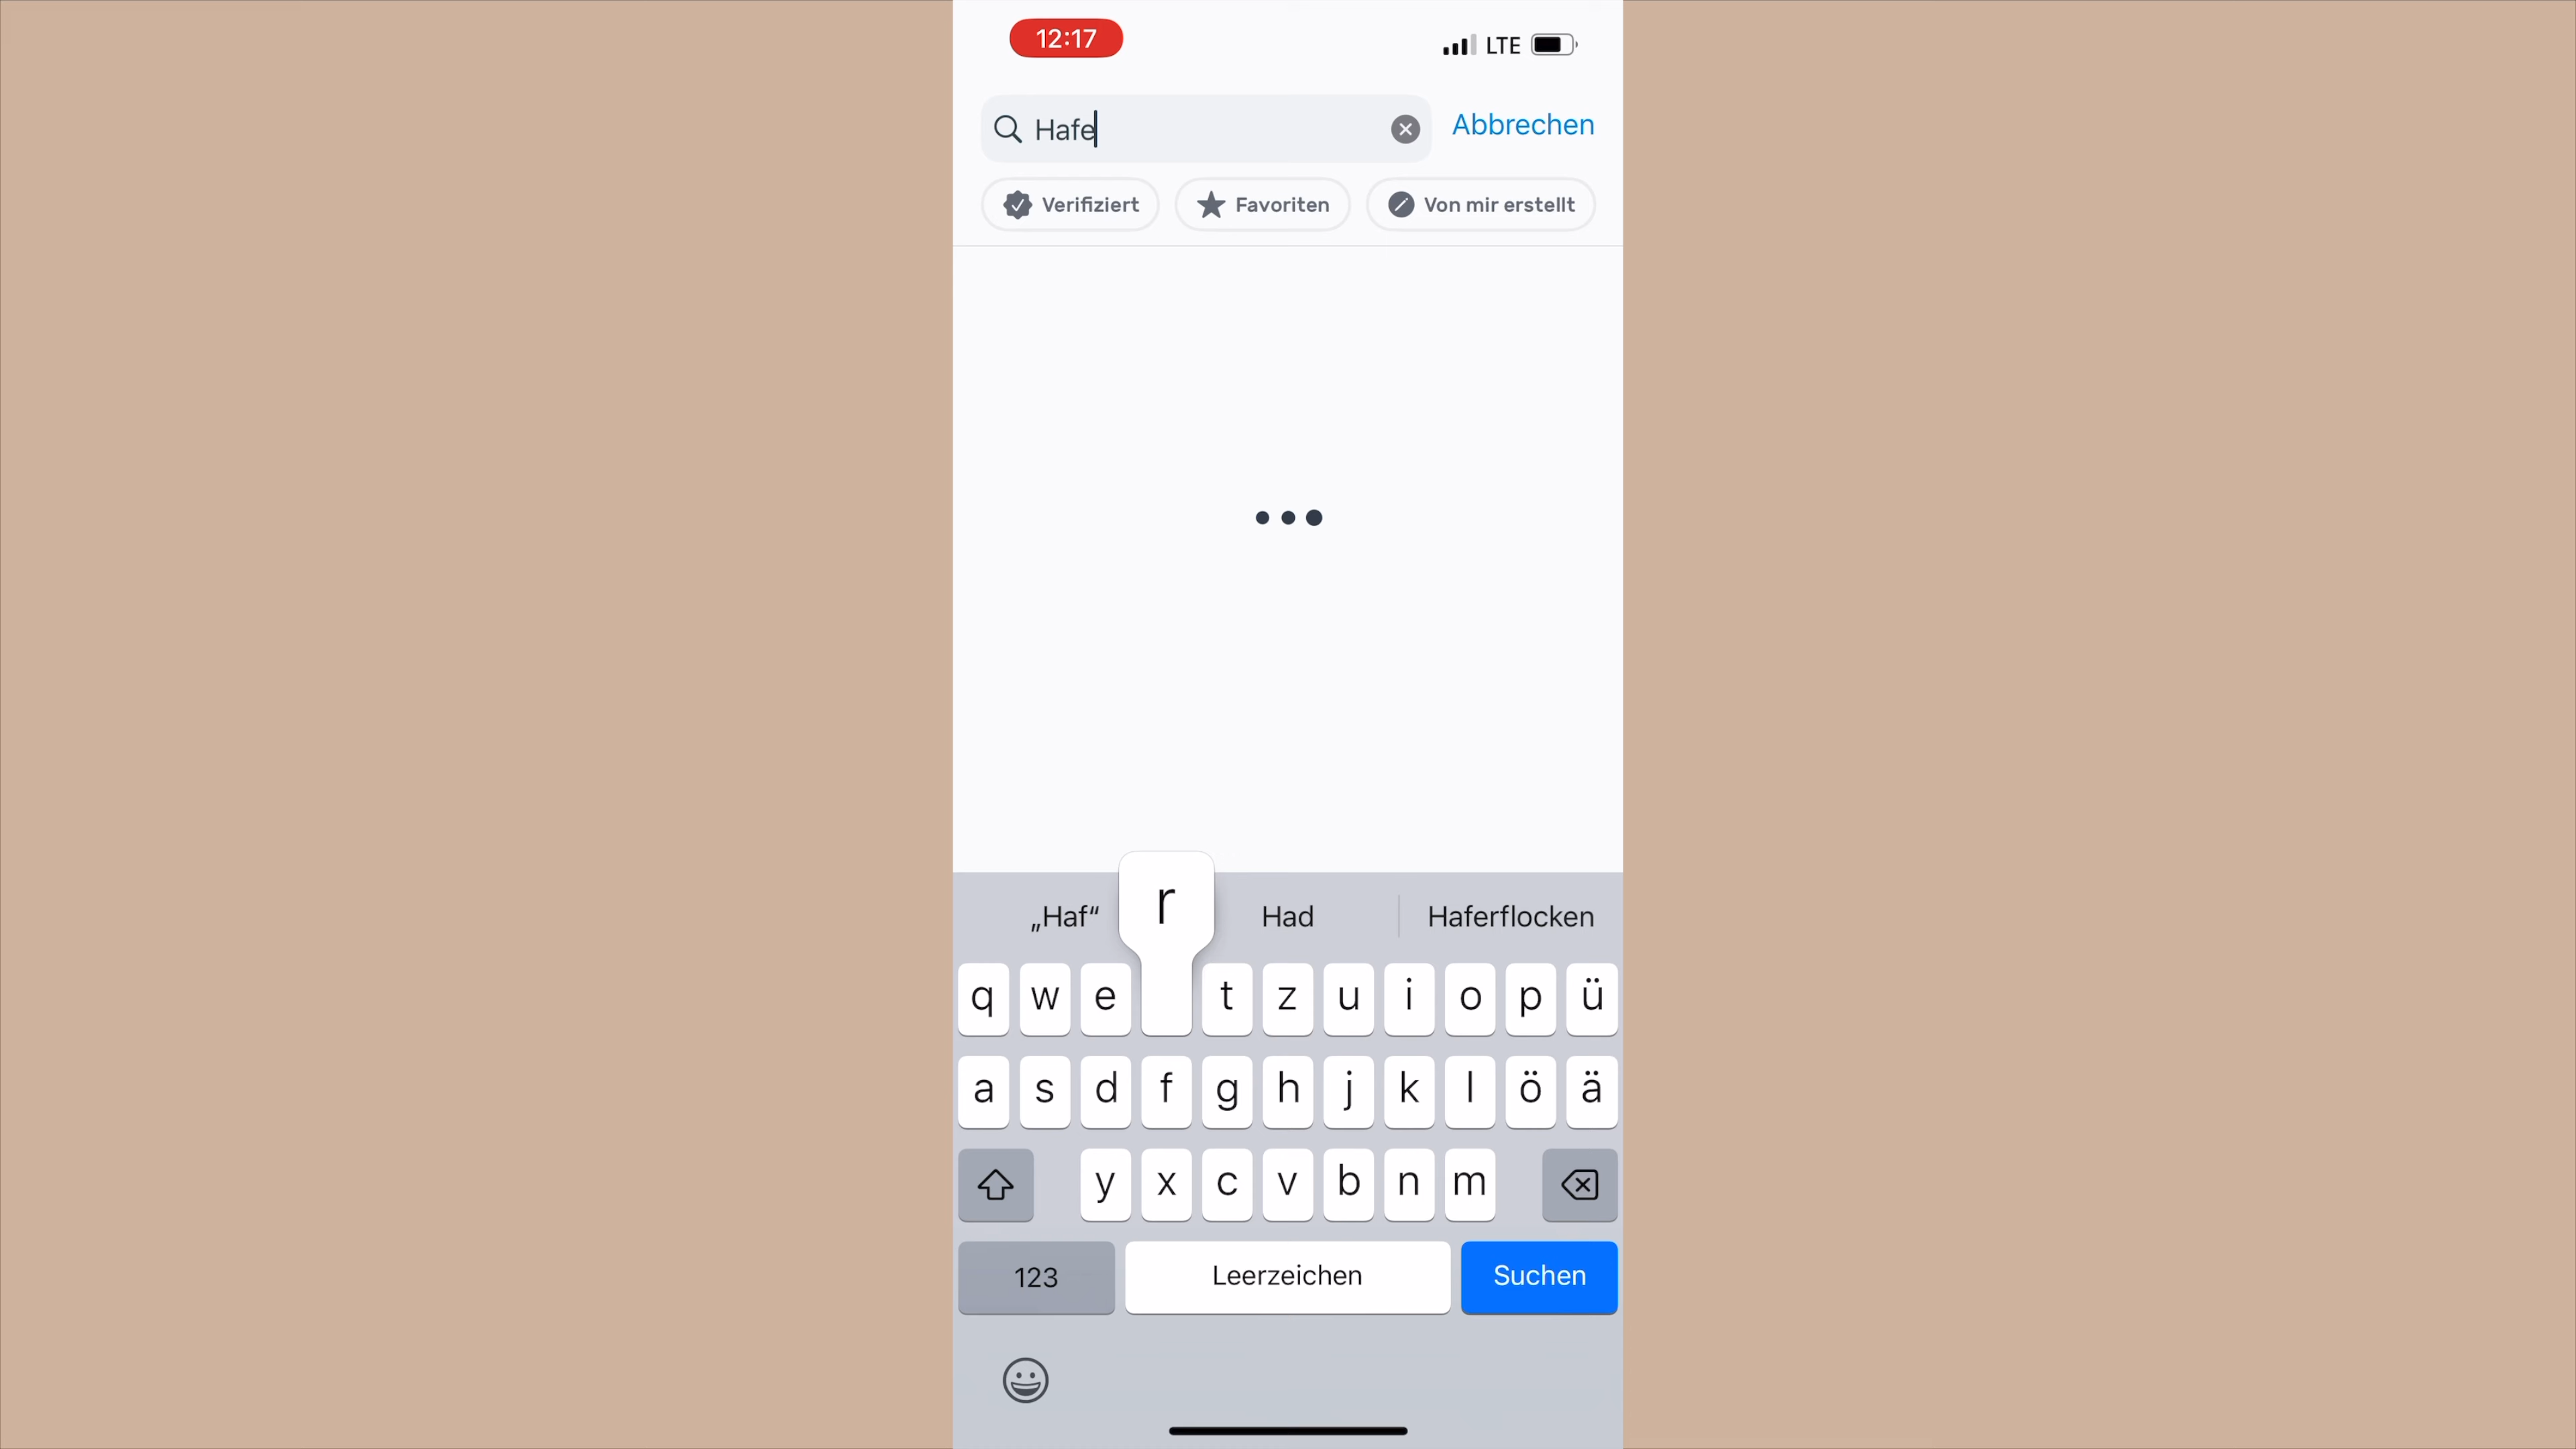 12:17
LTE
Hafe
Abbrechen
Verifiziert
Favoriten
Von mir erstellt
„Haf“
Had
Haferflocken
r
q w e t z u i o p ü
a s d f g h j k l ö ä
y x c v b n m
123
Leerzeichen
Suchen